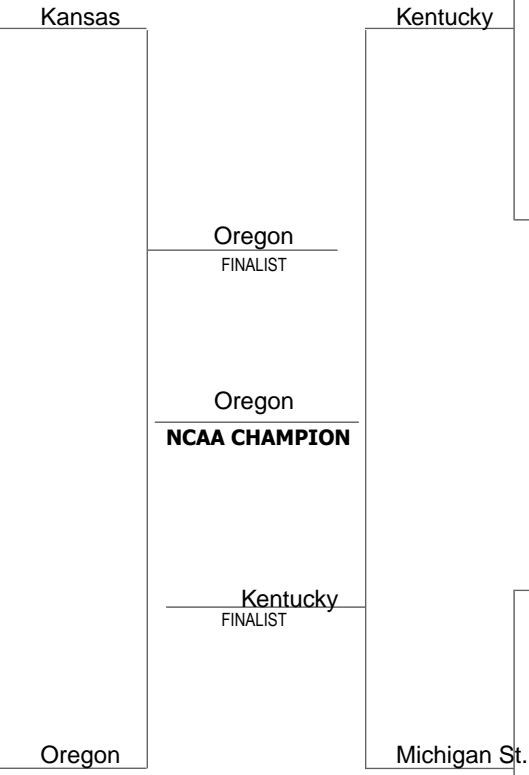 Kansas
Kentucky
Oregon
FINALIST
Oregon
NCAA CHAMPION
Kentucky
FINALIST
Oregon
Michigan St.